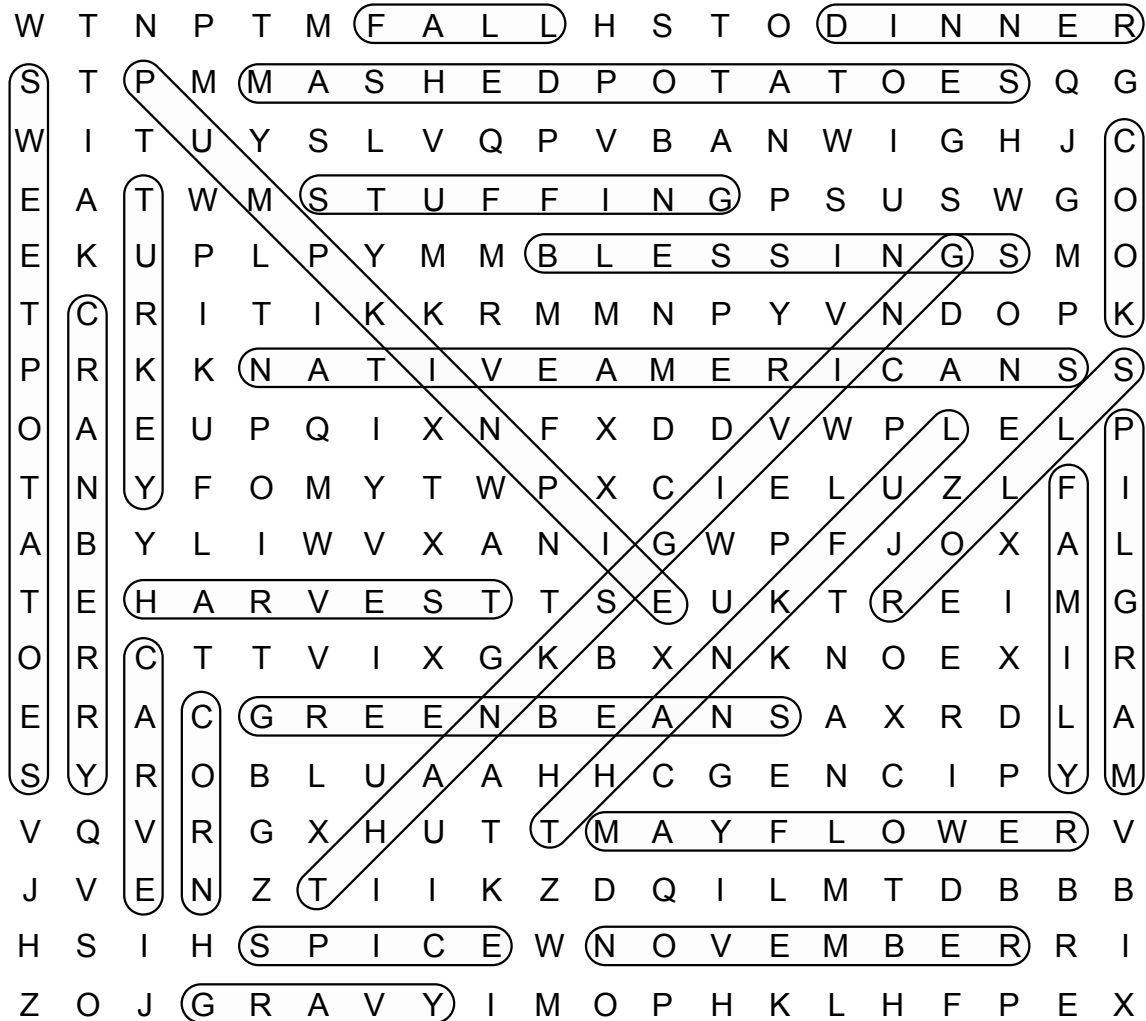 W T N P T M F A L L H S T O D I N N E R
S T P M M A S H E D P O T A T O E S Q G
W I T U Y S L V Q P V B A N W I G H J C
E A T W M S T U F F I N G P S U S W G O
E K U P L P Y M M B L E S S I N G S M O
T C R I T I K K R M M N P Y V N D O P K
P R K K N A T I V E A M E R I C A N S S
O A E U P Q I X N F X D D V W P L E L P
T N Y F O M Y T W P X C I E L U Z L F I
A B Y L I W V X A N I G W P F J O X A L
T E H A R V E S T T S E U K T R E I M G
O R C T T V I X G K B X N K N O E X I R
E R A C G R E E N B E A N S A X R D L A
S Y R O B L U A A H H C G E N C I P Y M
V Q V R G X H U T T M A Y F L O W E R V
J V E N Z T I I K Z D Q I L M T D B B B
H S I H S P I C E W N O V E M B E R R I
Z O J G R A V Y I M O P H K L H F P E X